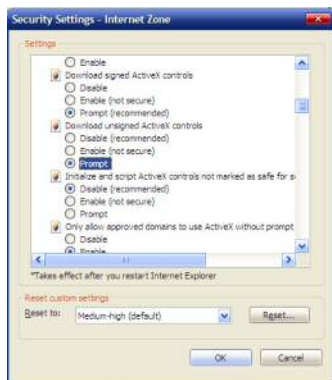 Security Settings - Internet Zone
Settings
Enable
Download signed ActiveX controls
Disable
Enable (not secure)
Prompt (recommended)
Download unsigned ActiveX controls
Disable (recommended)
Enable (not secure)
Prompt
Initialize and script ActiveX controls not marked as safe for s
Disable (recommended)
Enable (not secure)
Prompt
Only allow approved domains to use ActiveX without prompt
Disable
Enable
*Takes effect after you restart Internet Explorer
Reset custom settings
Reset to: Medium-high (default) Reset...
OK Cancel